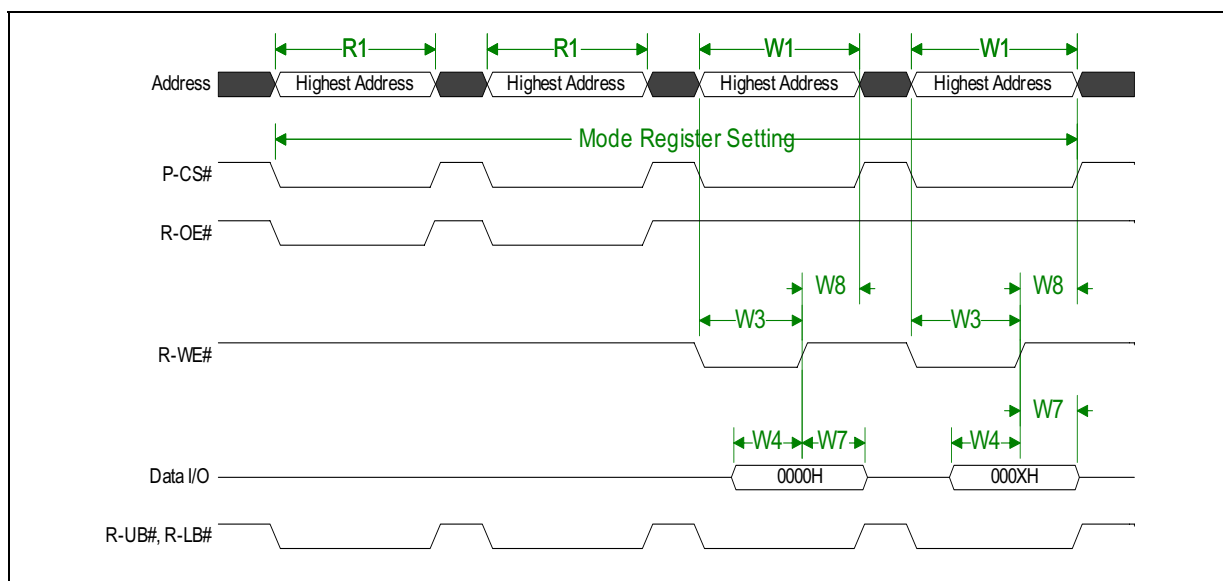 R1 R1 W1 W1
Address Highest Address Highest Address Highest Address Highest Address
Mode Register Setting
P-CS#
R-OE#
W8 W8
W3 W3
R-WE#
W7
W4 W7 W4
Data I/O 0000H 000XH
R-UB#, R-LB#